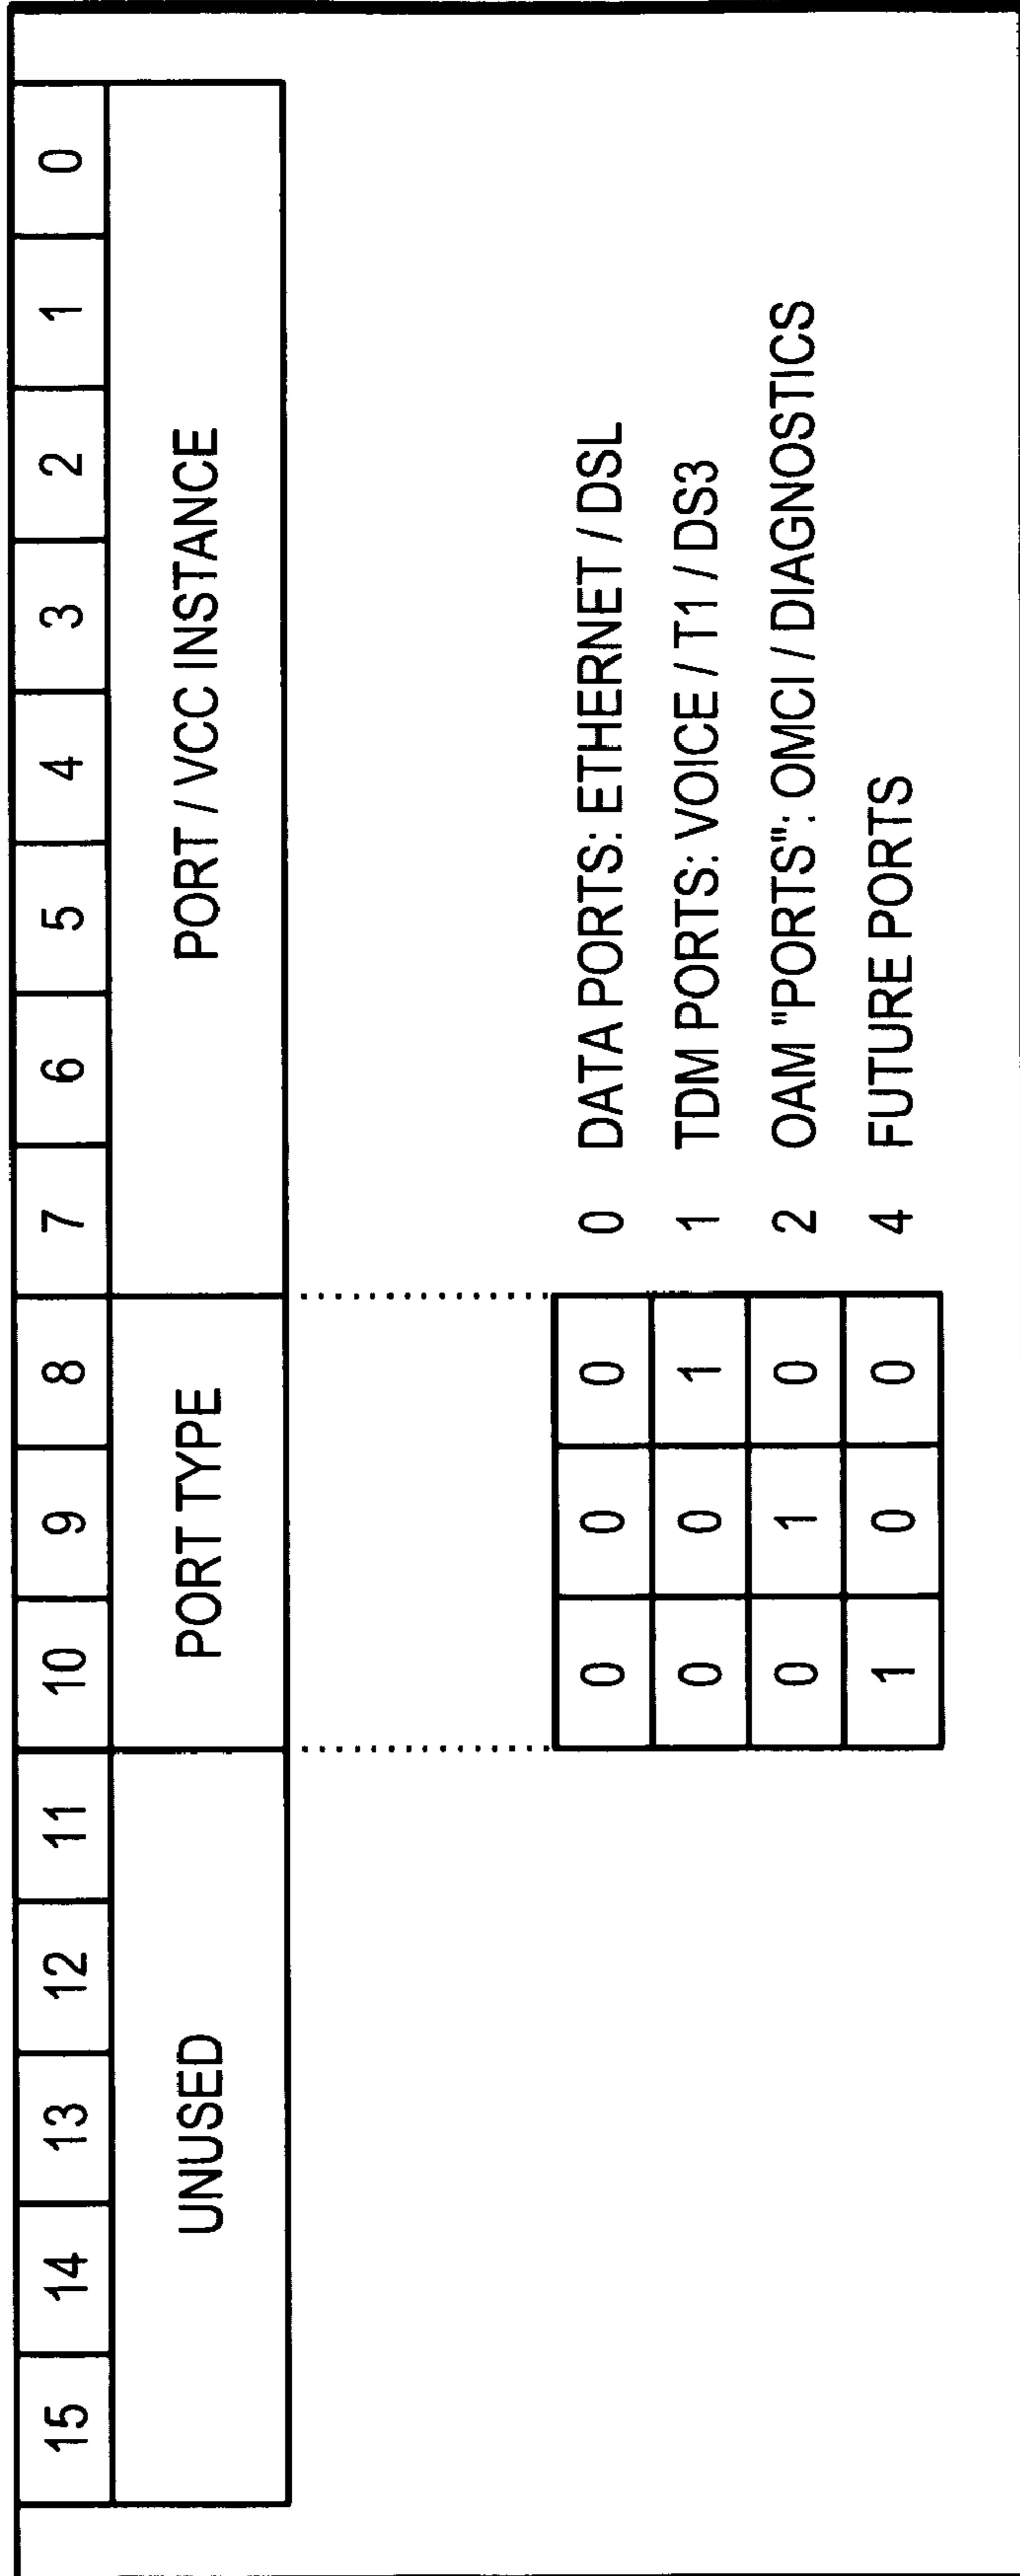 15 14 13 12 11 10 9 8 7 6 5 4 3 2 1 0
UNUSED PORT TYPE PORT / VCC INSTANCE
0 0 0 0 DATA PORTS: ETHERNET / DSL
0 0 1 1 TDM PORTS: VOICE / T1 / DS3
0 1 0 2 OAM "PORTS": OMCI / DIAGNOSTICS
1 0 0 4 FUTURE PORTS